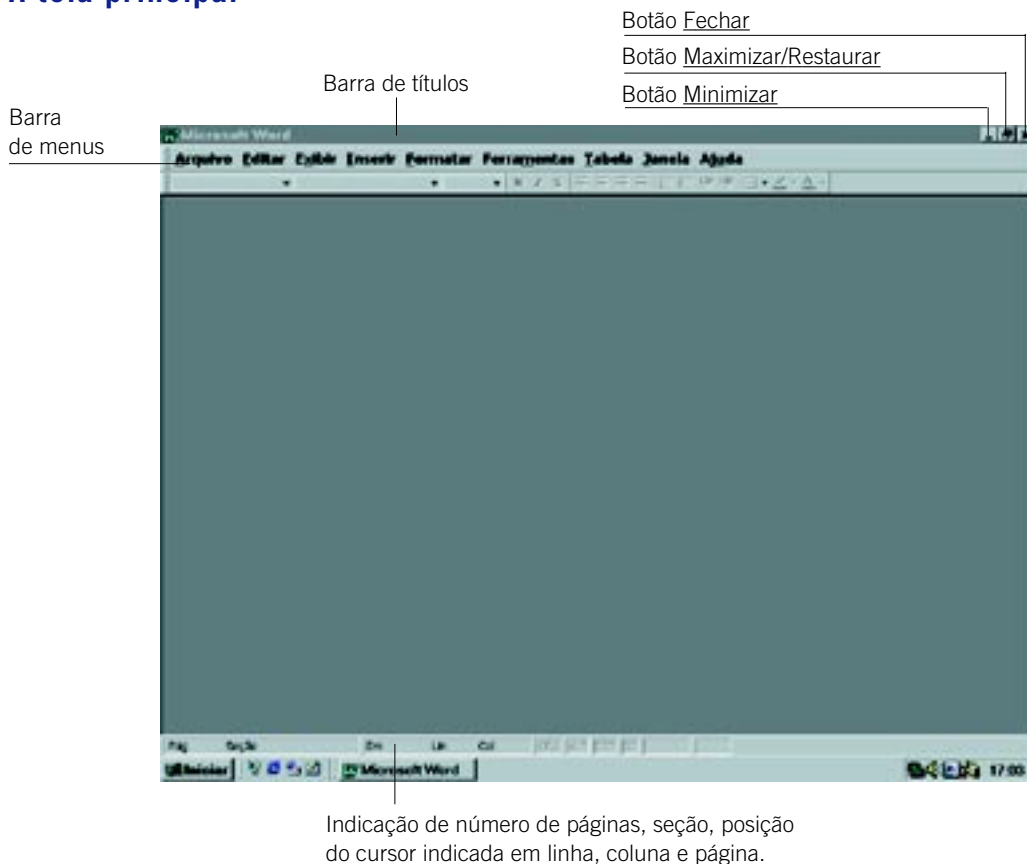 A tela principal
Botão Fechar
Botão Maximizar/Restaurar
Barra de títulos
Botão Minimizar
Barra
de menus
Microsoft Word
Arquivo Editar Exibir Inserir Formatar Ferramentas Tabela Janela Ajuda
N I S
Pág Seção Em Lin Col
Iniciar Microsoft Word 17:03
Indicação de número de páginas, seção, posição
do cursor indicada em linha, coluna e página.